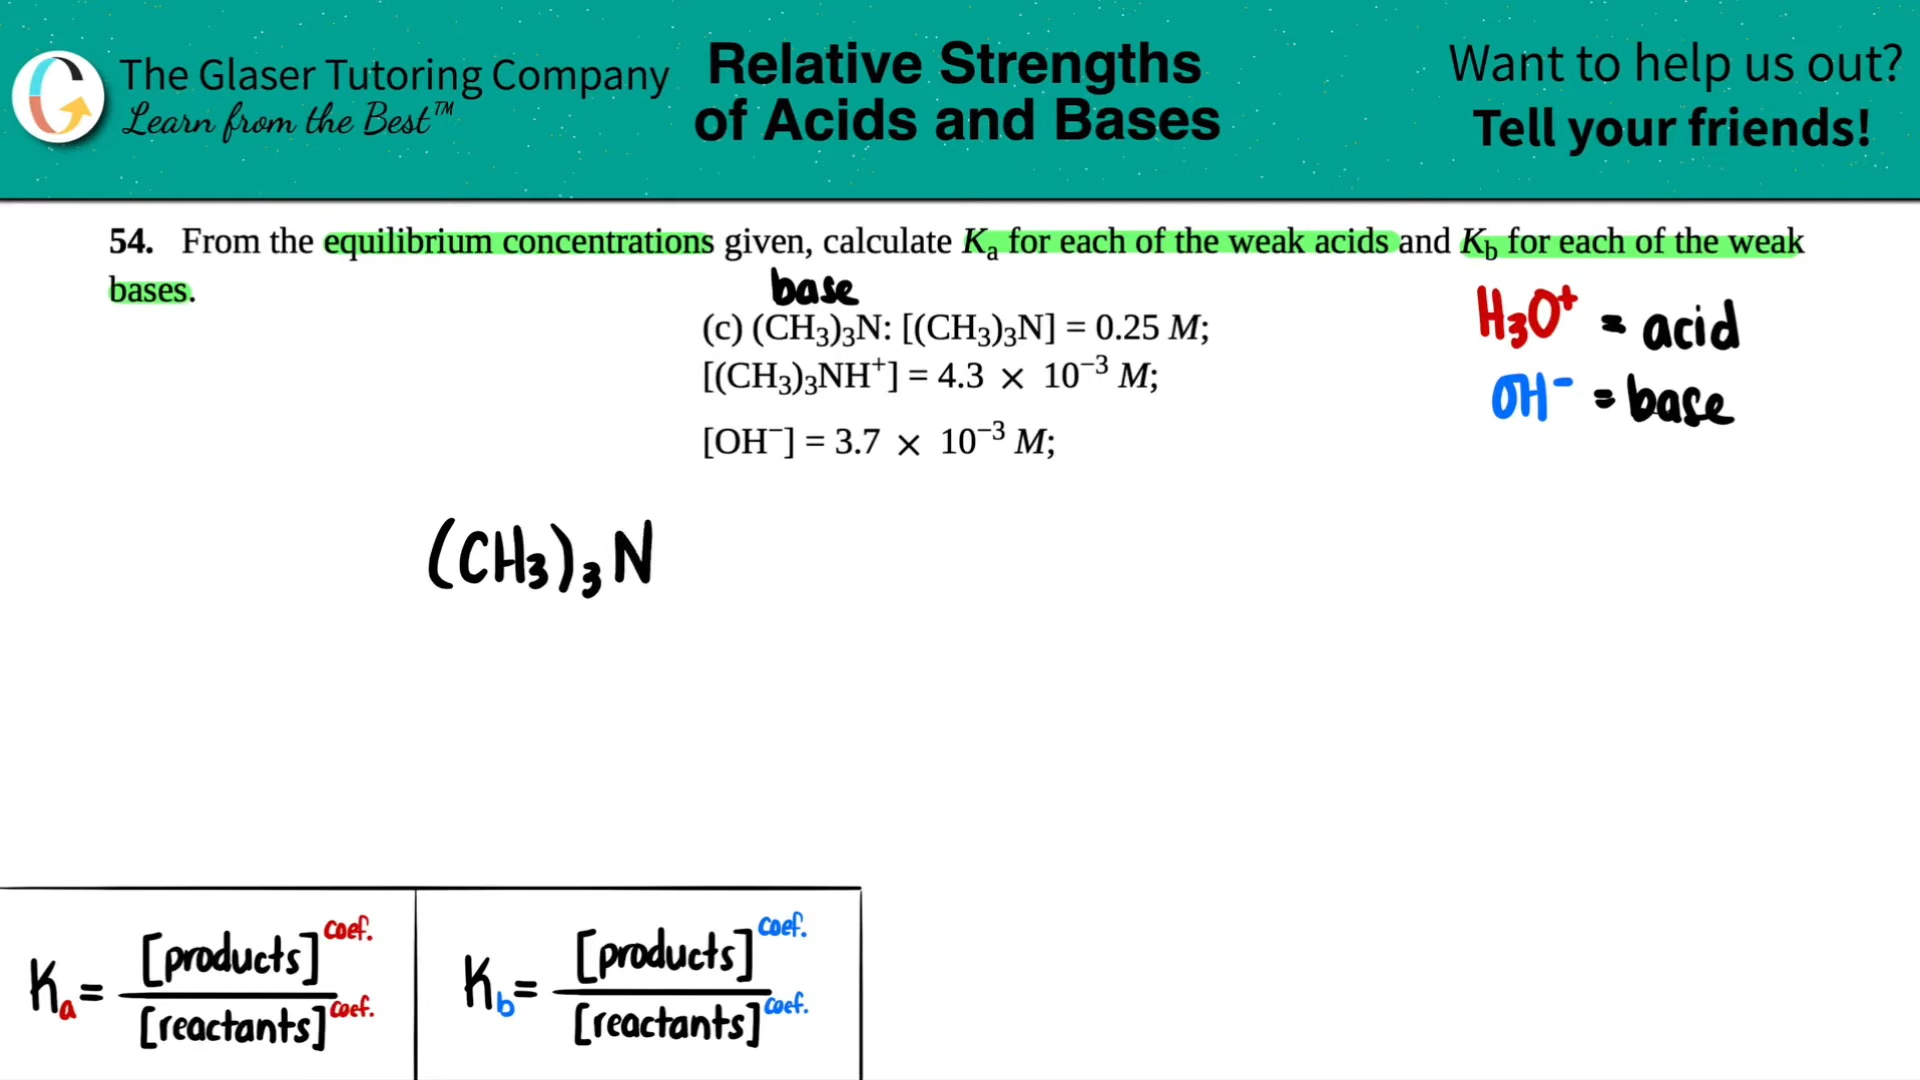 The Glaser Tutoring Company
Learn from the Best™
Relative Strengths
of Acids and Bases
Want to help us out?
Tell your friends!
54. From the equilibrium concentrations given, calculate Kₐ for each of the weak acids and K_b for each of the weak
bases.
base
(c) (CH₃)₃N: [(CH₃)₃N] = 0.25 M;
[(CH₃)₃NH⁺] = 4.3 × 10⁻³ M;
[OH⁻] = 3.7 × 10⁻³ M;
H₃O⁺ = acid
OH⁻ = base
(CH₃)₃N
Kₐ = [products]^coef. / [reactants]^coef.
K_b = [products]^coef. / [reactants]^coef.